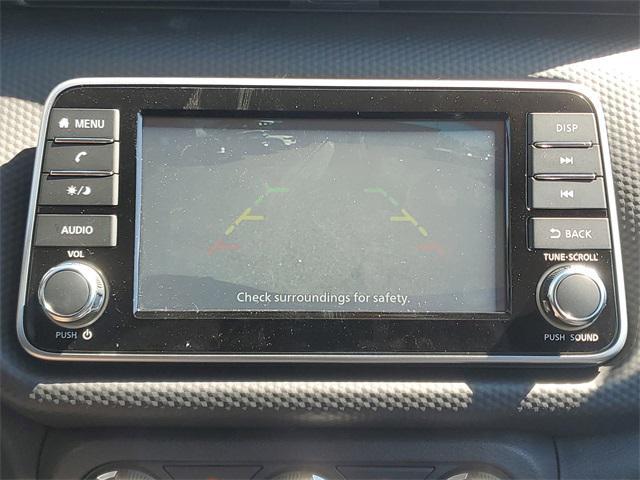 MENU
AUDIO
VOL
PUSH
Check surroundings for safety.
DISP
BACK
TUNE·SCROLL
PUSH SOUND